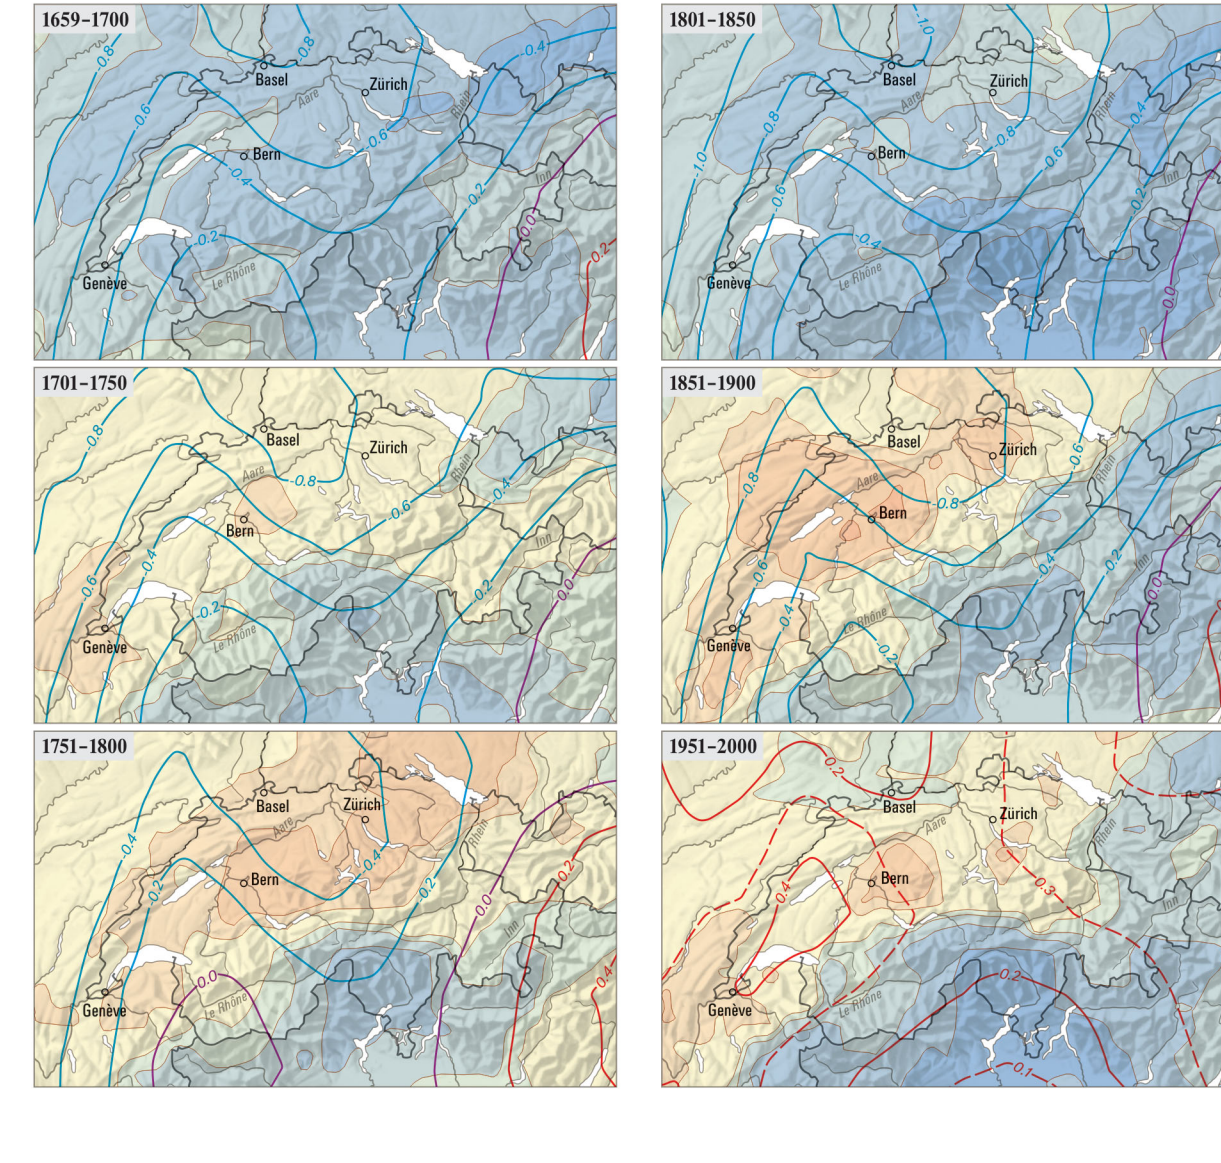 1659–1700
-0.8
-0.8
-0.4
Basel
Zürich
Aare
Rhein
-0.6
-0.6
Bern
-0.4
Inn
-0.2
0.0
-0.2
0.2
Le Rhône
Genève
1801–1850
-1.0
Basel
Zürich
Aare
Rhein
-0.4
-0.8
-0.8
Bern
-1.0
-0.6
Inn
-0.6
-0.2
-0.4
Le Rhône
Genève
0.0
1701–1750
-0.8
Basel
Zürich
Aare
Rhein
-0.8
-0.4
-0.6
Bern
Inn
-0.4
-0.6
-0.2
0.0
-0.2
Le Rhône
Genève
1851–1900
-0.6
Basel
Zürich
Rhein
-0.8
Aare
-0.8
Bern
-0.4
-0.2
Inn
-0.6
0.0
-0.4
Le Rhône
Genève
-0.2
1751–1800
Basel
Zürich
Aare
Rhein
-0.4
-0.4
0.2
Bern
-0.2
-0.2
0.0
Inn
0.0
0.4
Le Rhône
Genève
1951–2000
0.2
Basel
Zürich
Aare
Rhein
Bern
0.4
0.3
Inn
0.2
Le Rhône
Genève
0.1